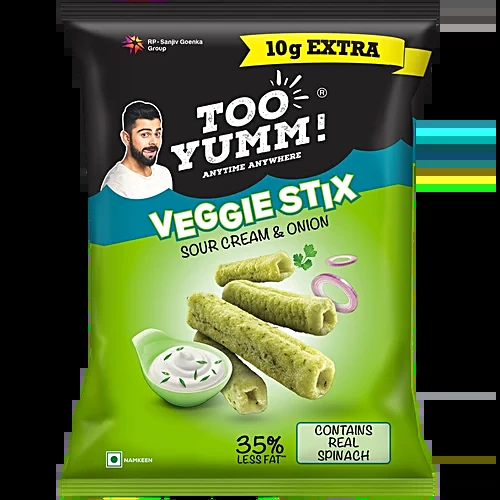 RP- Sanjiv Goenka
Group
10g EXTRA
TOO
YUMM!
®
ANYTIME ANYWHERE
VEGGIE STIX
SOUR CREAM & ONION
35%
LESS FAT**
CONTAINS
REAL
SPINACH
NAMKEEN